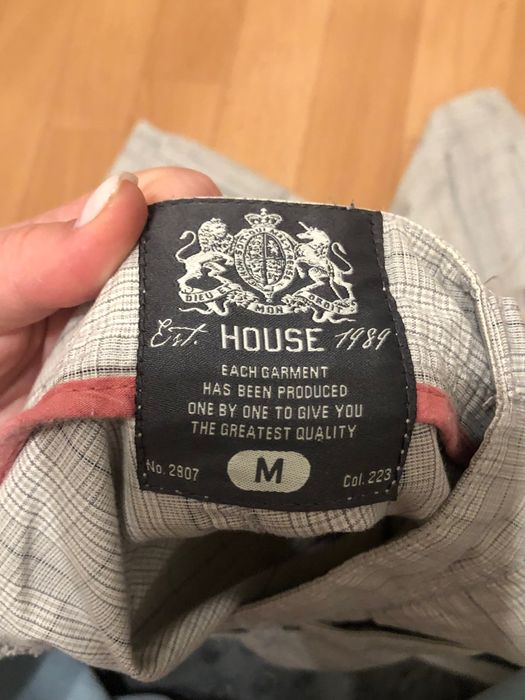 DIEU MON DROIT
Est. HOUSE 1989
EACH GARMENT
HAS BEEN PRODUCED
ONE BY ONE TO GIVE YOU
THE GREATEST QUALITY
No. 2907 M Col. 223